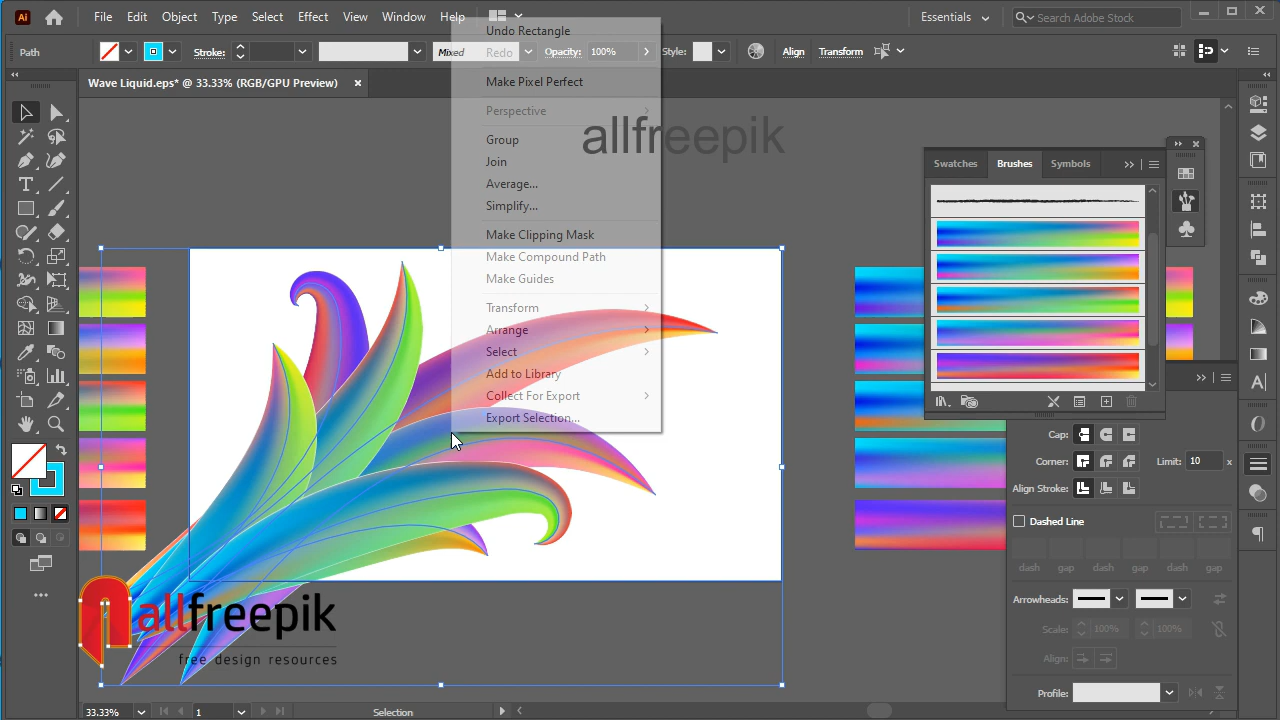 Ai
File Edit Object Type Select Effect View Window Help
Essentials
Search Adobe Stock
Path
Stroke:
Mixed
Opacity: 100%
Style:
Align
Transform
Wave Liquid.eps* @ 33.33% (RGB/GPU Preview)
Undo Rectangle
Redo
Make Pixel Perfect
Perspective
Group
Join
Average...
Simplify...
Make Clipping Mask
Make Compound Path
Make Guides
Transform
Arrange
Select
Add to Library
Collect For Export
Export Selection...
allfreepik
Swatches Brushes Symbols
Cap:
Corner:
Limit: 10 x
Align Stroke:
Dashed Line
dash gap dash gap dash gap
Arrowheads:
Scale: 100% 100%
Align:
Profile:
allfreepik
free design resources
33.33%
1
Selection